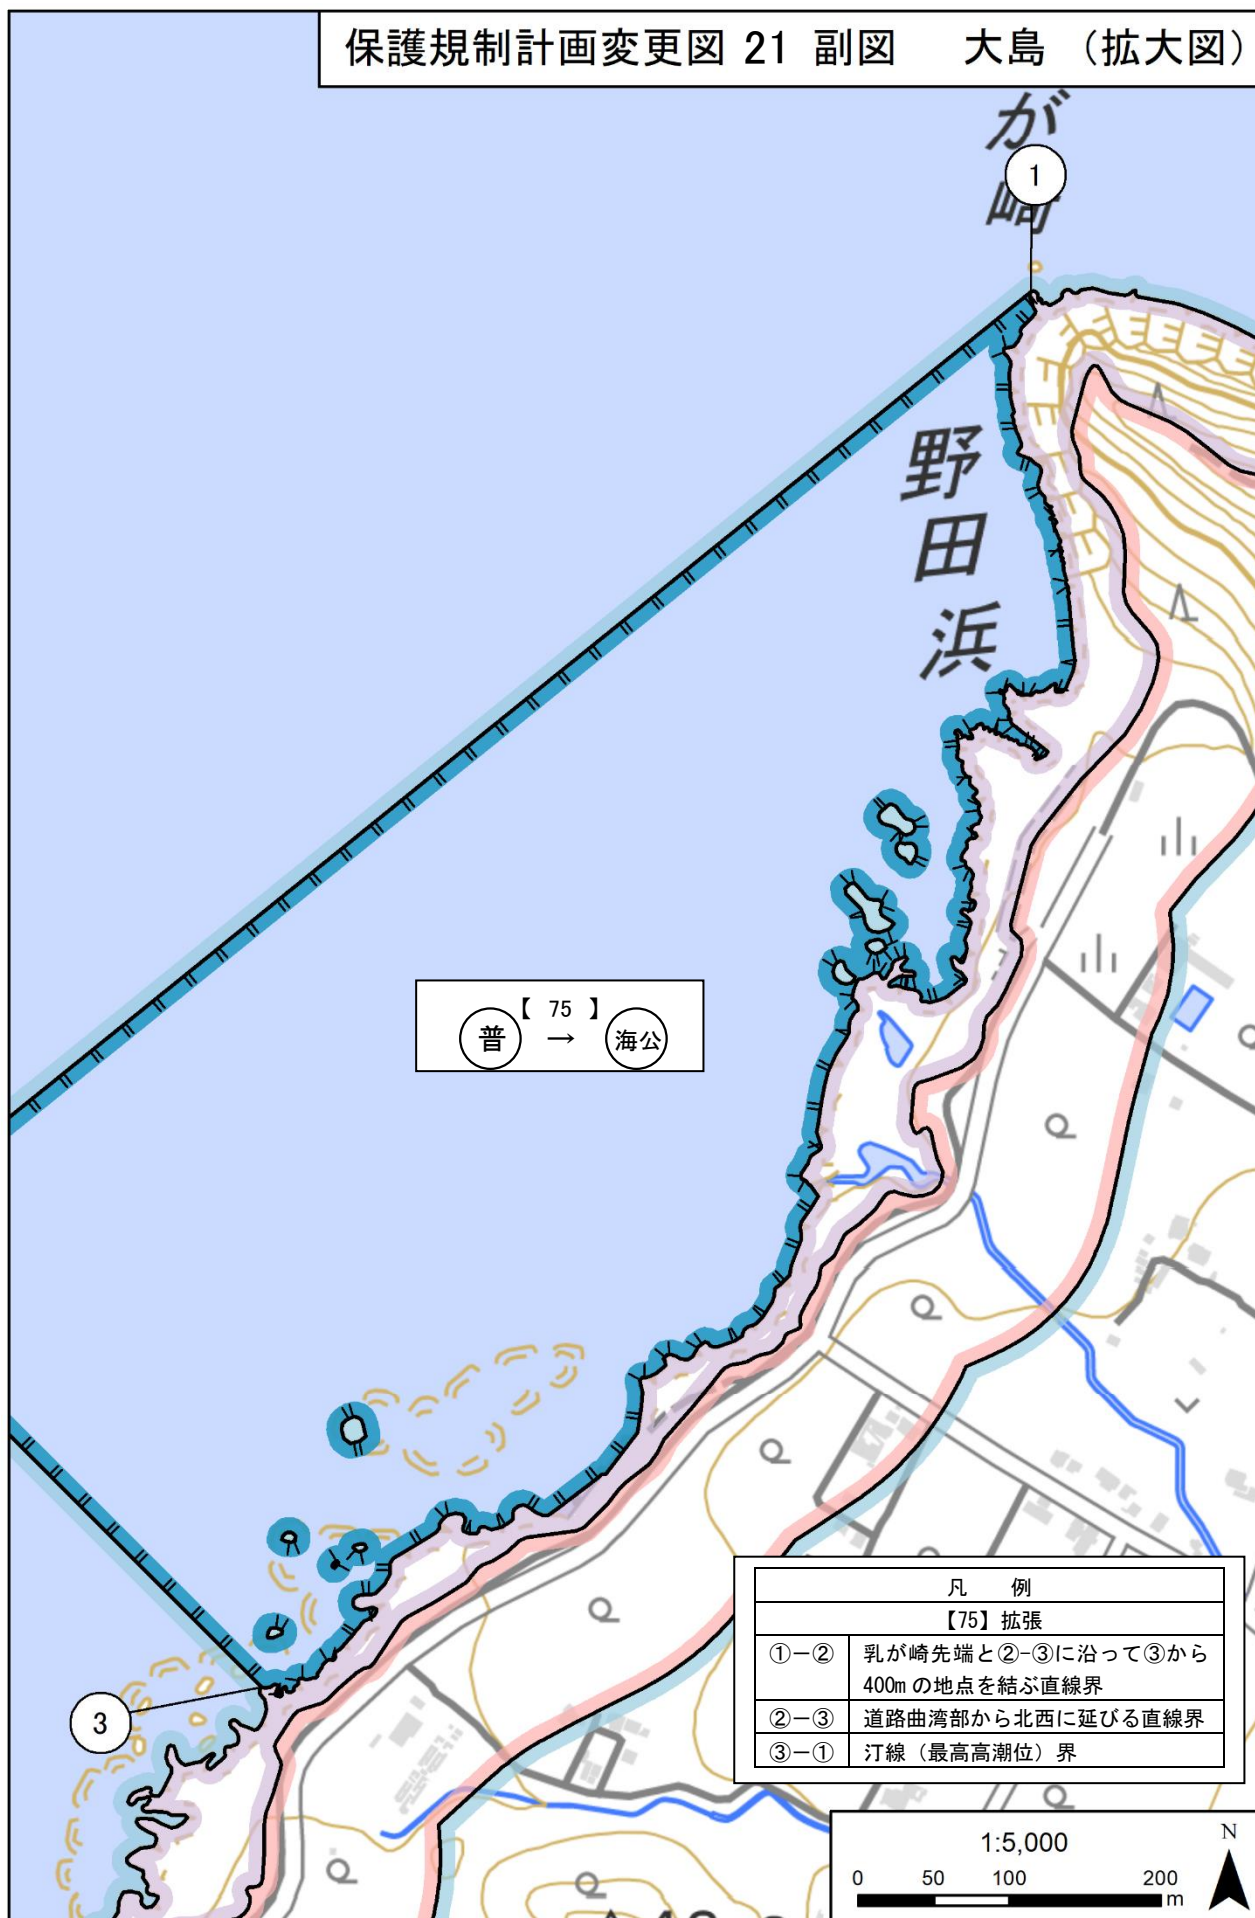 保護規制計画変更図 21 副図 大島 （拡大図）
が崎
1
野田浜
【 75 】
普 → 海公
3
凡 例
【75】拡張
①－② 乳が崎先端と②-③に沿って③から
400m の地点を結ぶ直線界
②－③ 道路曲湾部から北西に延びる直線界
③－① 汀線（最高高潮位）界
1:5,000
N
0 50 100 200
m